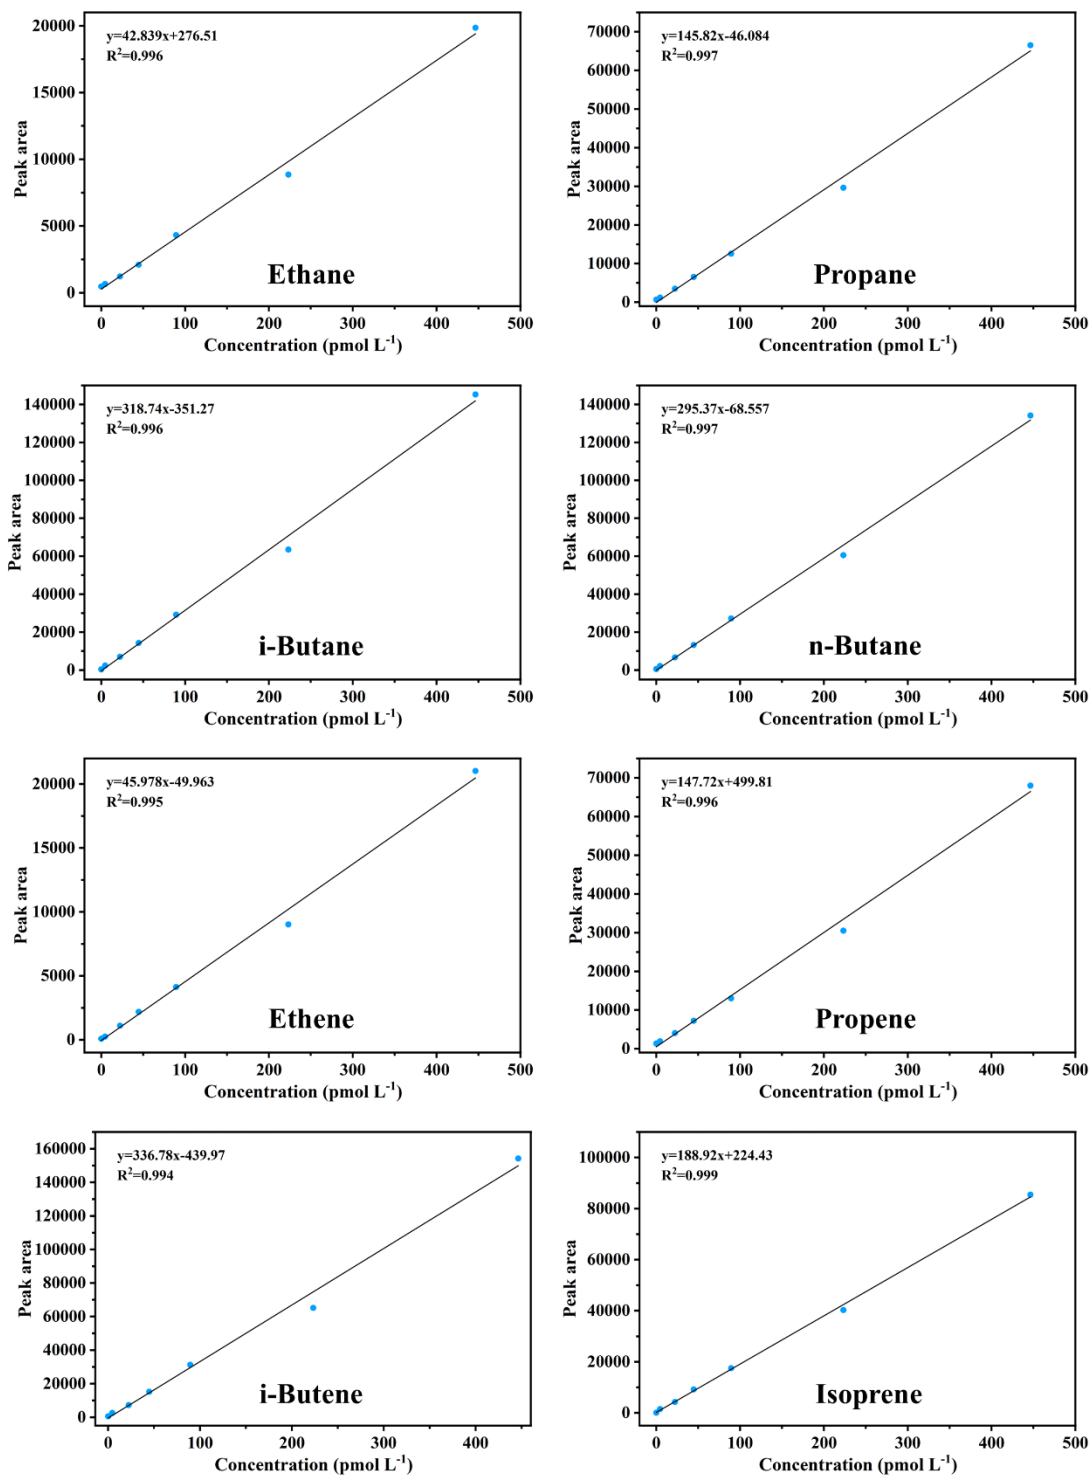 y=42.839x+276.51
R²=0.996
20000
15000
10000
5000
0
Peak area
Ethane
0 100 200 300 400 500
Concentration (pmol L⁻¹)
y=145.82x-46.084
R²=0.997
70000
60000
50000
40000
30000
20000
10000
0
Peak area
Propane
0 100 200 300 400 500
Concentration (pmol L⁻¹)
y=318.74x-351.27
R²=0.996
140000
120000
100000
80000
60000
40000
20000
0
Peak area
i-Butane
0 100 200 300 400 500
Concentration (pmol L⁻¹)
y=295.37x-68.557
R²=0.997
140000
120000
100000
80000
60000
40000
20000
0
Peak area
n-Butane
0 100 200 300 400 500
Concentration (pmol L⁻¹)
y=45.978x-49.963
R²=0.995
20000
15000
10000
5000
0
Peak area
Ethene
0 100 200 300 400 500
Concentration (pmol L⁻¹)
y=147.72x+499.81
R²=0.996
70000
60000
50000
40000
30000
20000
10000
0
Peak area
Propene
0 100 200 300 400 500
Concentration (pmol L⁻¹)
y=336.78x-439.97
R²=0.994
160000
140000
120000
100000
80000
60000
40000
20000
0
Peak area
i-Butene
0 100 200 300 400
Concentration (pmol L⁻¹)
y=188.92x+224.43
R²=0.999
100000
80000
60000
40000
20000
0
Peak area
Isoprene
0 100 200 300 400 500
Concentration (pmol L⁻¹)